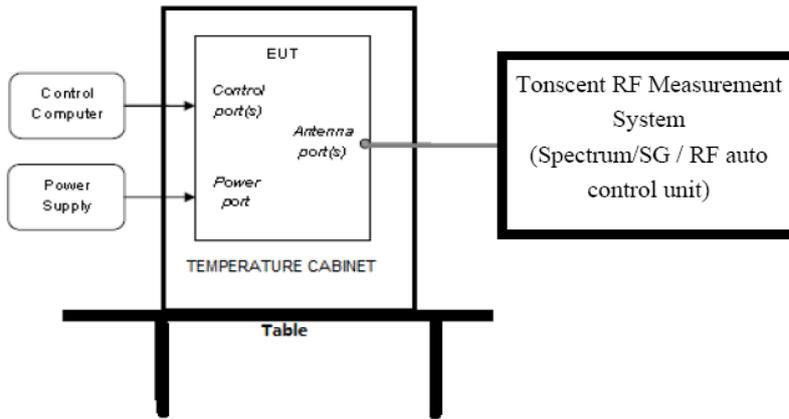 EUT
Control
Computer
Control
port(s)
Antenna
port(s)
Power
Supply
Power
port
TEMPERATURE CABINET
Table
Tonscent RF Measurement
System
(Spectrum/SG / RF auto
control unit)